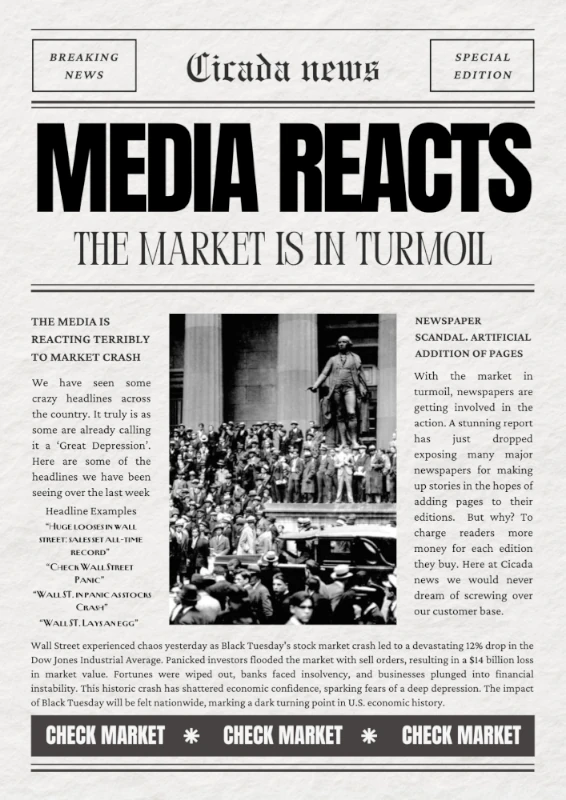 BREAKING
NEWS
Cicada news
SPECIAL
EDITION
MEDIA REACTS
THE MARKET IS IN TURMOIL
THE MEDIA IS
REACTING TERRIBLY
TO MARKET CRASH
We have seen some
crazy headlines across
the country. It truly is as
some are already calling
it a ‘Great Depression’.
Here are some of the
headlines we have been
seeing over the last week
Headline Examples
“HUGE LOOSES IN WALL
STREET: SALES SET ALL-TIME
RECORD”
“CHECK WALL STREET
PANIC”
“WALL ST. IN PANIC AS STOCKS
CRASH”
“WALL ST. LAYS AN EGG”
NEWSPAPER
SCANDAL. ARTIFICIAL
ADDITION OF PAGES
With the market in
turmoil, newspapers are
getting involved in the
action. A stunning report
has just dropped
exposing many major
newspapers for making
up stories in the hopes of
adding pages to their
editions. But why? To
charge readers more
money for each edition
they buy. Here at Cicada
news we would never
dream of screwing over
our customer base.
Wall Street experienced chaos yesterday as Black Tuesday's stock market crash led to a devastating 12% drop in the
Dow Jones Industrial Average. Panicked investors flooded the market with sell orders, resulting in a $14 billion loss
in market value. Fortunes were wiped out, banks faced insolvency, and businesses plunged into financial
instability. This historic crash has shattered economic confidence, sparking fears of a deep depression. The impact
of Black Tuesday will be felt nationwide, marking a dark turning point in U.S. economic history.
CHECK MARKET * CHECK MARKET * CHECK MARKET